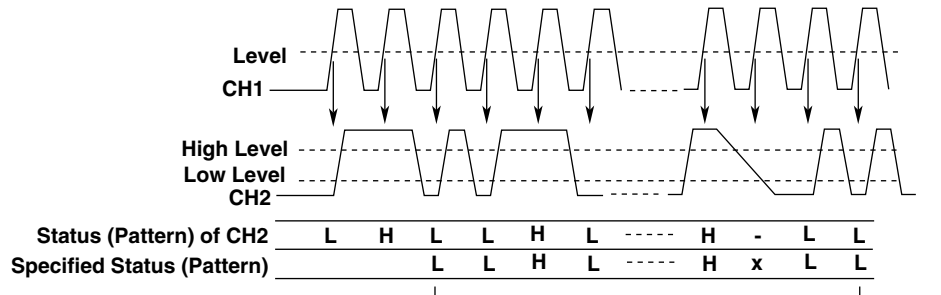 Level
CH1
High Level
Low Level
CH2
Status (Pattern) of CH2 L H L L H L ----- H - L L
Specified Status (Pattern) L L H L ----- H x L L